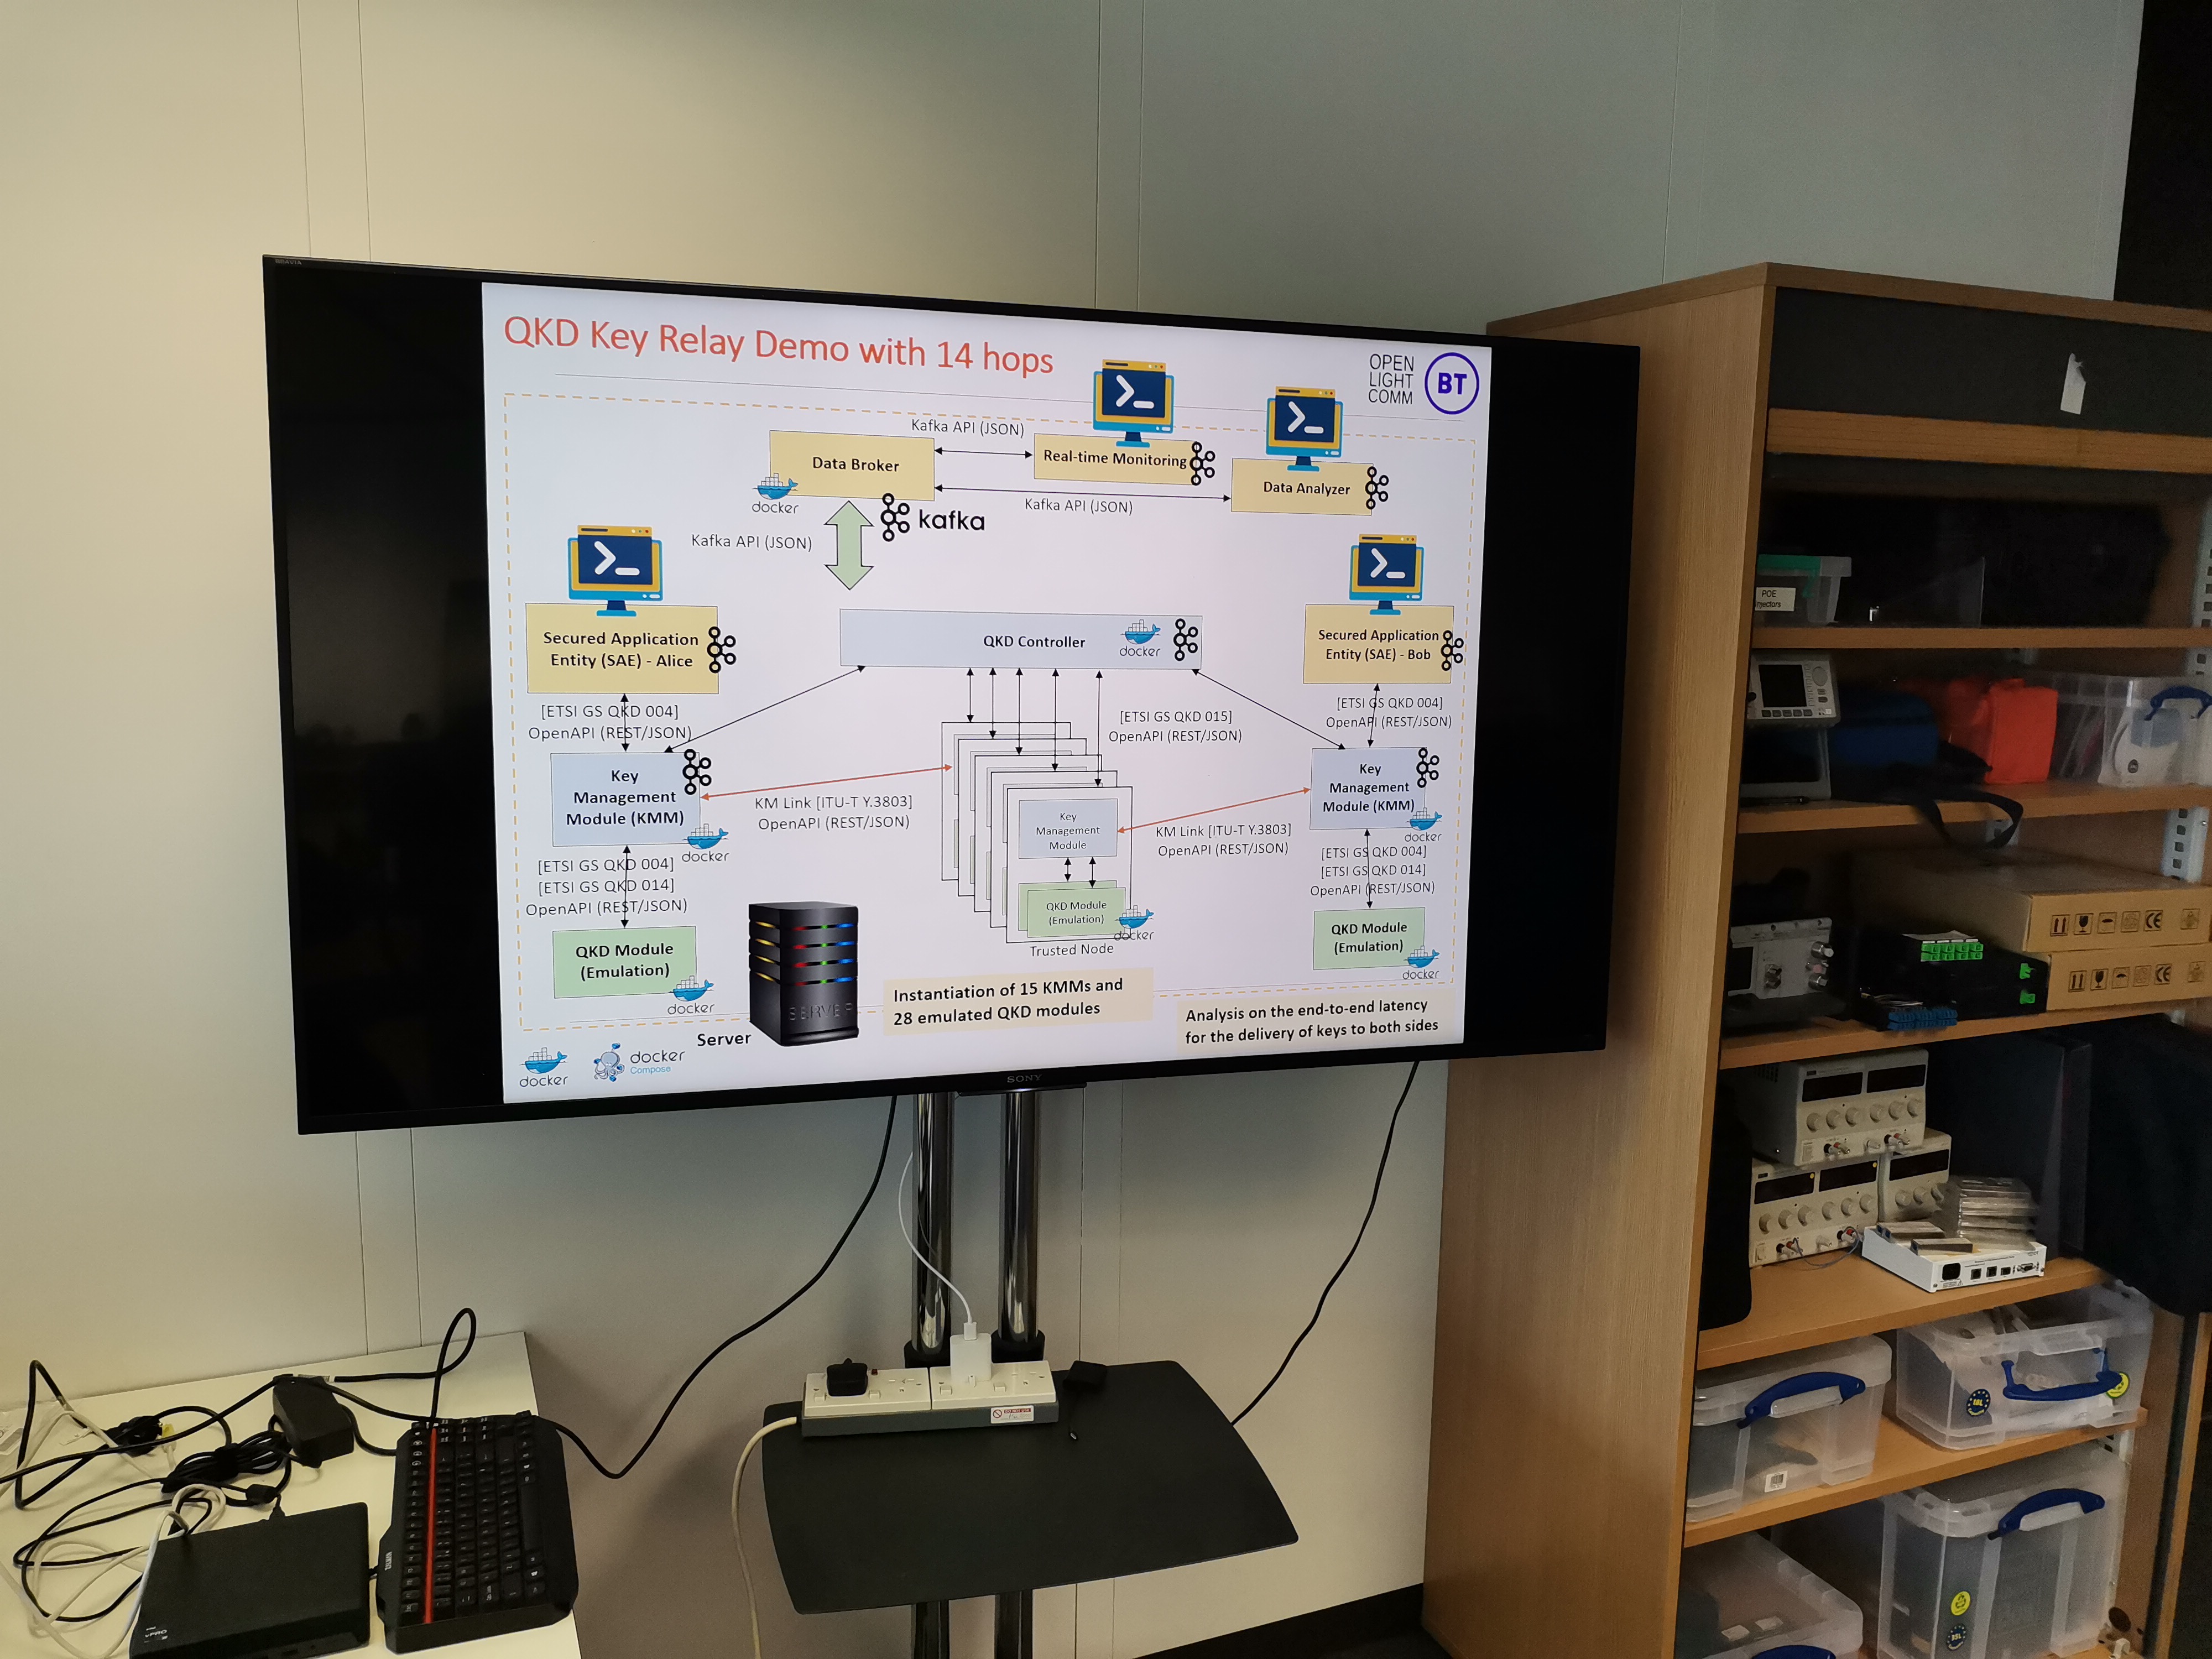 BRAVIA
QKD Key Relay Demo with 14 hops
OPEN
LIGHT
COMM
BT
Kafka API (JSON)
Data Broker
Real-time Monitoring
Data Analyzer
docker
Kafka API (JSON)
kafka
Kafka API (JSON)
Secured Application
Entity (SAE) - Alice
QKD Controller
docker
Secured Application
Entity (SAE) - Bob
[ETSI GS QKD 004]
OpenAPI (REST/JSON)
[ETSI GS QKD 015]
OpenAPI (REST/JSON)
[ETSI GS QKD 004]
OpenAPI (REST/JSON)
Key
Management
Module (KMM)
docker
KM Link [ITU-T Y.3803]
OpenAPI (REST/JSON)
Key
Management
Module
KM Link [ITU-T Y.3803]
OpenAPI (REST/JSON)
Key
Management
Module (KMM)
docker
[ETSI GS QKD 004]
[ETSI GS QKD 014]
OpenAPI (REST/JSON)
QKD Module
(Emulation)
docker
Trusted Node
[ETSI GS QKD 004]
[ETSI GS QKD 014]
OpenAPI (REST/JSON)
QKD Module
(Emulation)
docker
QKD Module
(Emulation)
docker
SERVER
Server
Instantiation of 15 KMMs and
28 emulated QKD modules
Analysis on the end-to-end latency
for the delivery of keys to both sides
docker
docker
Compose
SONY
POE
Injectors
CE
CE
vPRO